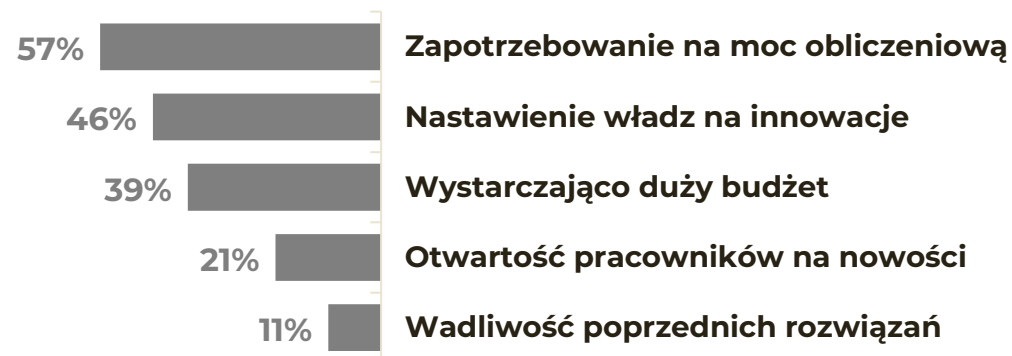 57% Zapotrzebowanie na moc obliczeniową
46% Nastawienie władz na innowacje
39% Wystarczająco duży budżet
21% Otwartość pracowników na nowości
11% Wadliwość poprzednich rozwiązań